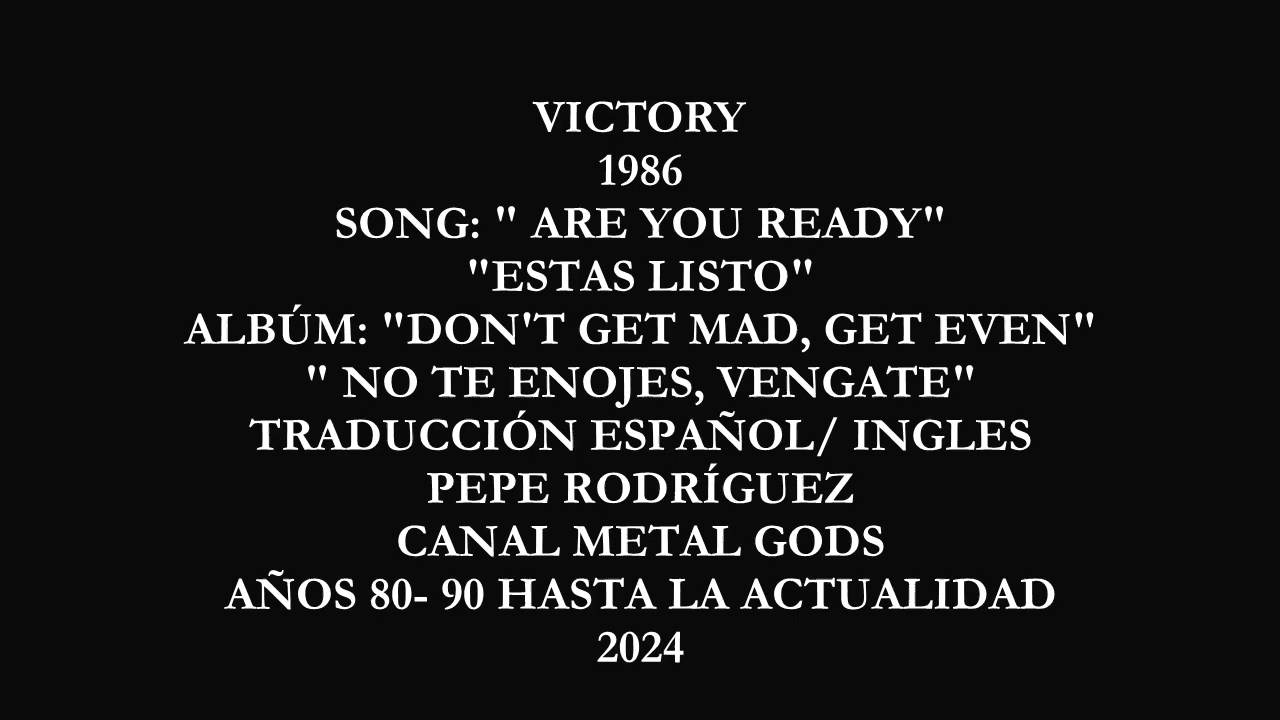 VICTORY
1986
SONG: " ARE YOU READY"
"ESTAS LISTO"
ALBÚM: "DON'T GET MAD, GET EVEN"
" NO TE ENOJES, VENGATE"
TRADUCCIÓN ESPAÑOL/ INGLES
PEPE RODRÍGUEZ
CANAL METAL GODS
AÑOS 80- 90 HASTA LA ACTUALIDAD
2024